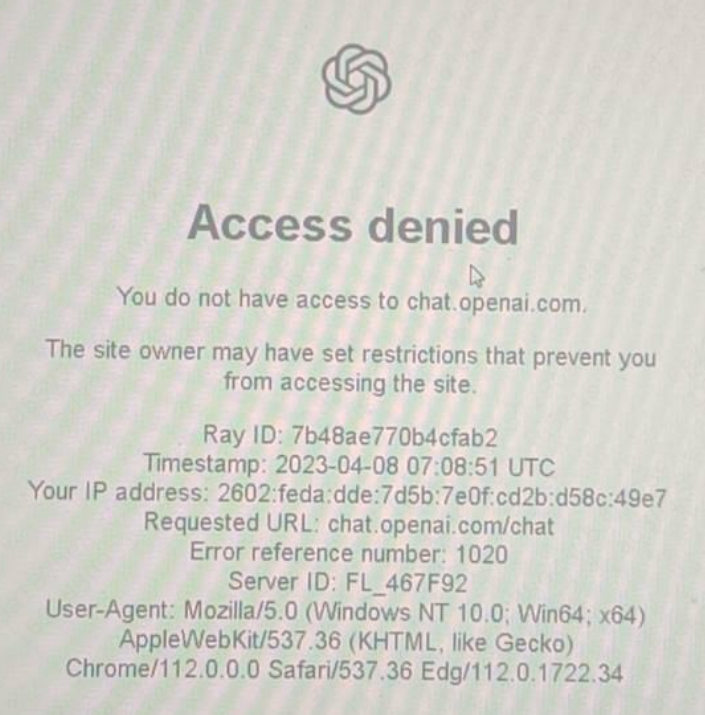 Access denied
You do not have access to chat.openai.com.
The site owner may have set restrictions that prevent you
from accessing the site.
Ray ID: 7b48ae770b4cfab2
Timestamp: 2023-04-08 07:08:51 UTC
Your IP address: 2602:feda:dde:7d5b:7e0f:cd2b:d58c:49e7
Requested URL: chat.openai.com/chat
Error reference number: 1020
Server ID: FL_467F92
User-Agent: Mozilla/5.0 (Windows NT 10.0; Win64; x64)
AppleWebKit/537.36 (KHTML, like Gecko)
Chrome/112.0.0.0 Safari/537.36 Edg/112.0.1722.34